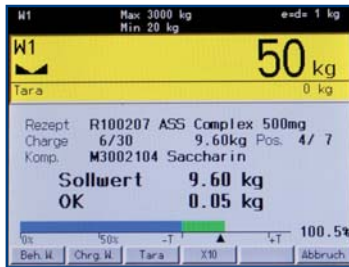 W1 Max 3000 kg e=d= 1 kg
Min 20 kg
W1
50 kg
Tara 0 kg
Rezept R100207 ASS Complex 500mg
Charge 6/30 9.60kg Pos. 4/ 7
Komp. M3002104 Saccharin
Sollwert 9.60 kg
OK 0.05 kg
0% 50% -T +T 100.5%
Beh.W. Chrg.W. Tara X10 Abbruch